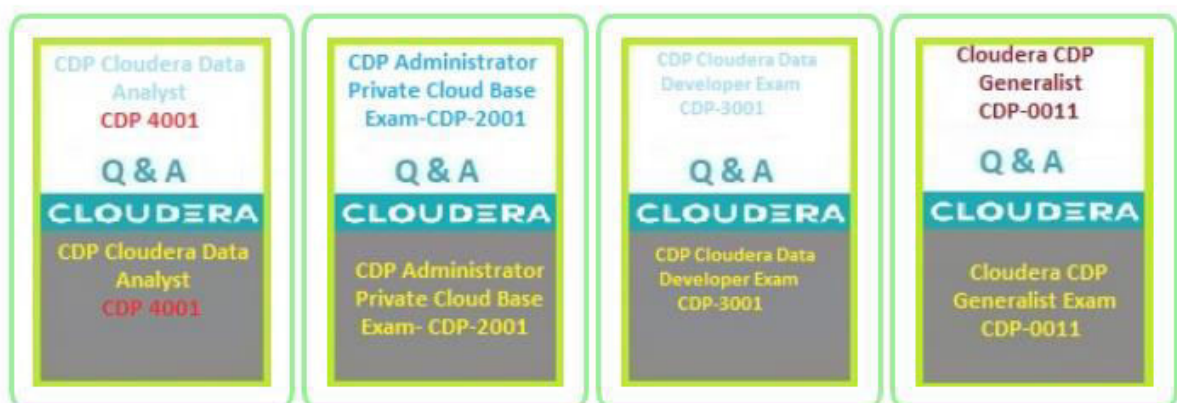 CDP Cloudera Data
Analyst
CDP 4001
Q & A
CLOUDERA
CDP Cloudera Data
Analyst
CDP 4001
CDP Administrator
Private Cloud Base
Exam-CDP-2001
Q & A
CLOUDERA
CDP Administrator
Private Cloud Base
Exam- CDP-2001
CDP Cloudera Data
Developer Exam
CDP-3001
Q & A
CLOUDERA
CDP Cloudera Data
Developer Exam
CDP-3001
Cloudera CDP
Generalist
CDP-0011
Q & A
CLOUDERA
Cloudera CDP
Generalist Exam
CDP-0011